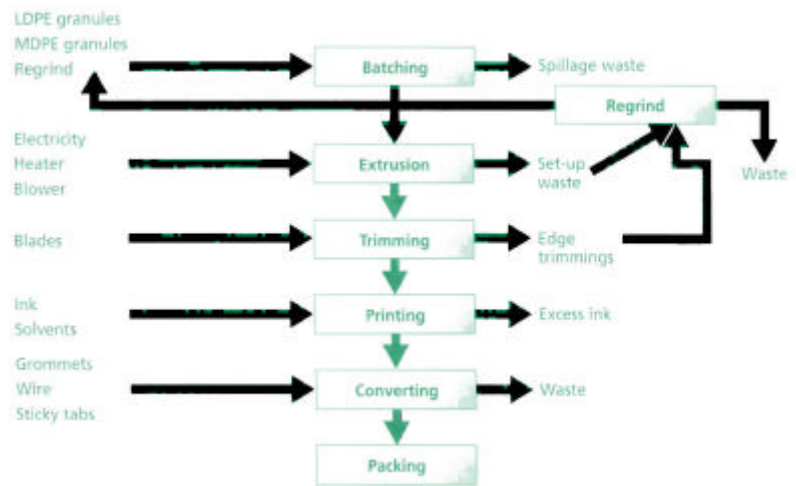 LDPE granules
MDPE granules
Regrind
Batching
Spillage waste
Regrind
Electricity
Heater
Blower
Extrusion
Set-up
waste
Waste
Blades
Trimming
Edge
trimmings
Ink
Solvents
Printing
Excess ink
Grommets
Wire
Sticky tabs
Converting
Waste
Packing